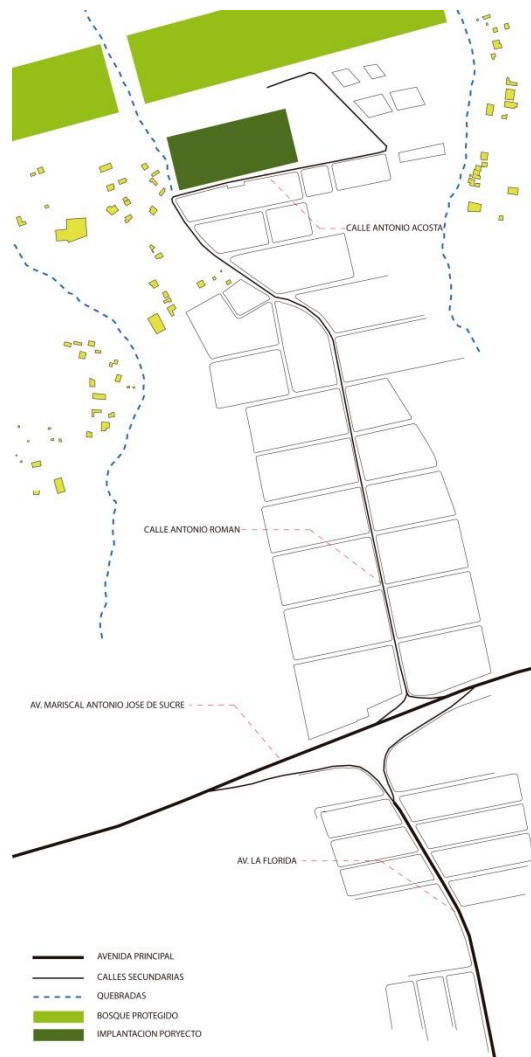 CALLE ANTONIO ACOSTA
CALLE ANTONIO ROMAN
AV. MARISCAL ANTONIO JOSE DE SUCRE
AV. LA FLORIDA
AVENIDA PRINCIPAL
CALLES SECUNDARIAS
QUEBRADAS
BOSQUE PROTEGIDO
IMPLANTACION PORYECTO